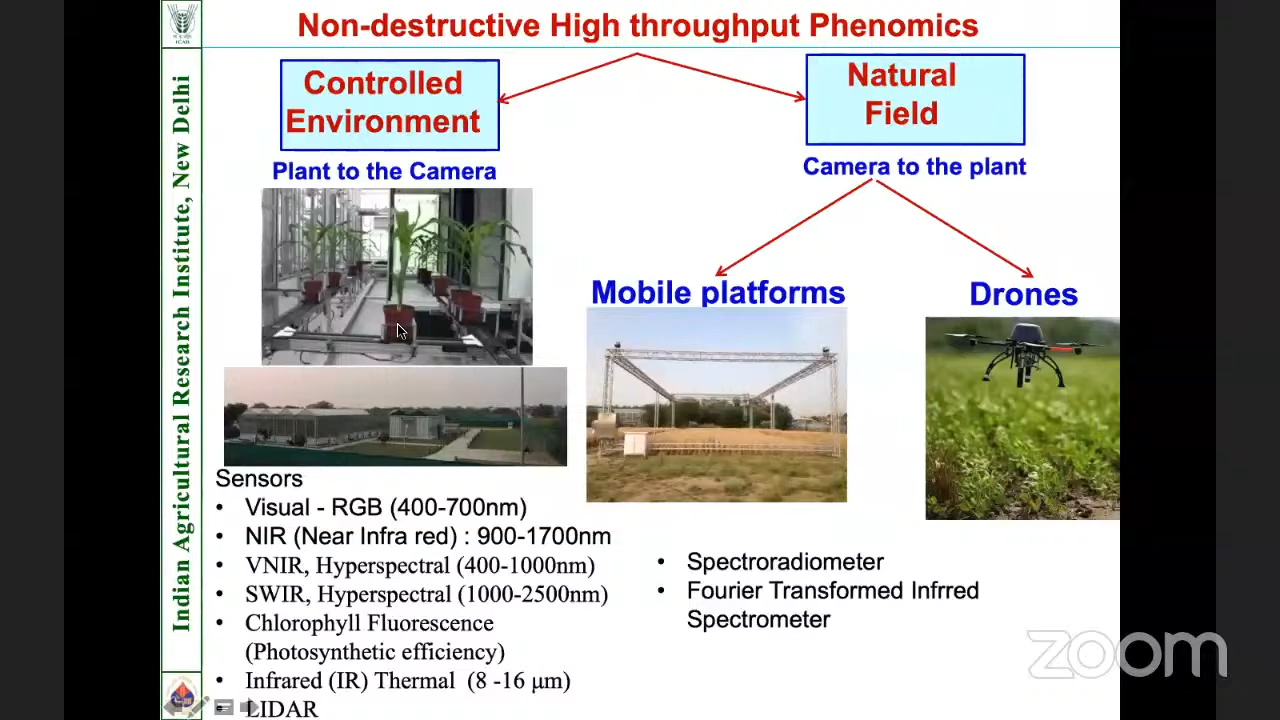 Non-destructive High throughput Phenomics
ICAR
Indian Agricultural Research Institute, New Delhi
Controlled
Environment
Natural
Field
Plant to the Camera
Camera to the plant
Mobile platforms
Drones
Sensors
• Visual - RGB (400-700nm)
• NIR (Near Infra red) : 900-1700nm
• VNIR, Hyperspectral (400-1000nm)
• SWIR, Hyperspectral (1000-2500nm)
• Chlorophyll Fluorescence
(Photosynthetic efficiency)
• Infrared (IR) Thermal (8 -16 µm)
LIDAR
• Spectroradiometer
• Fourier Transformed Infrred
Spectrometer
zoom